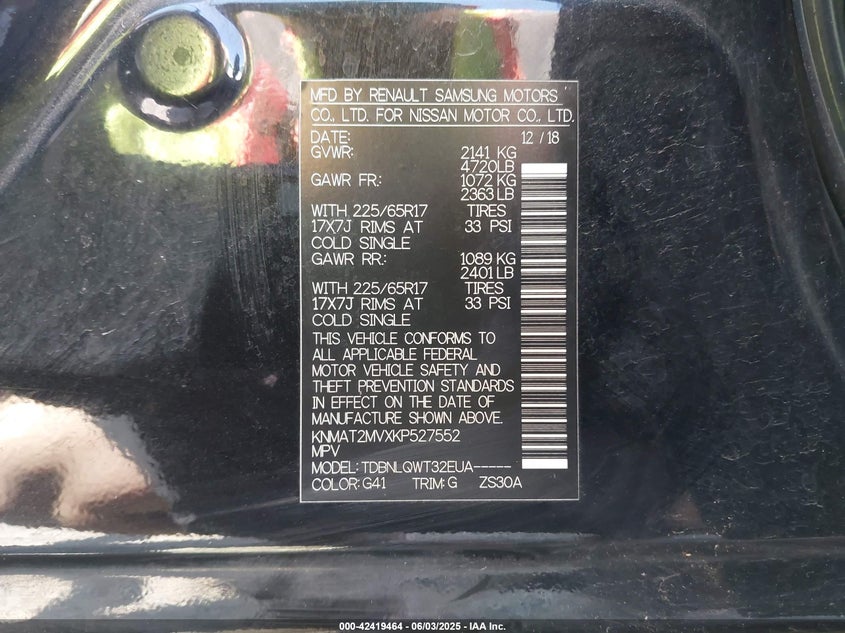 MFD BY RENAULT SAMSUNG MOTORS
CO., LTD. FOR NISSAN MOTOR CO., LTD.
DATE: 12 / 18
GVWR: 2141 KG
4720LB
GAWR FR.: 1072 KG
2363 LB
WITH 225/65R17 TIRES
17X7J RIMS AT 33 PSI
COLD SINGLE
GAWR RR.: 1089 KG
2401 LB
WITH 225/65R17 TIRES
17X7J RIMS AT 33 PSI
COLD SINGLE
THIS VEHICLE CONFORMS TO
ALL APPLICABLE FEDERAL
MOTOR VEHICLE SAFETY AND
THEFT PREVENTION STANDARDS
IN EFFECT ON THE DATE OF
MANUFACTURE SHOWN ABOVE.
KNMAT2MVXKP527552
MPV
MODEL: TDBNLQWT32EUA-----
COLOR: G41 TRIM: G ZS30A
000-42419464 - 06/03/2025 - IAA Inc.